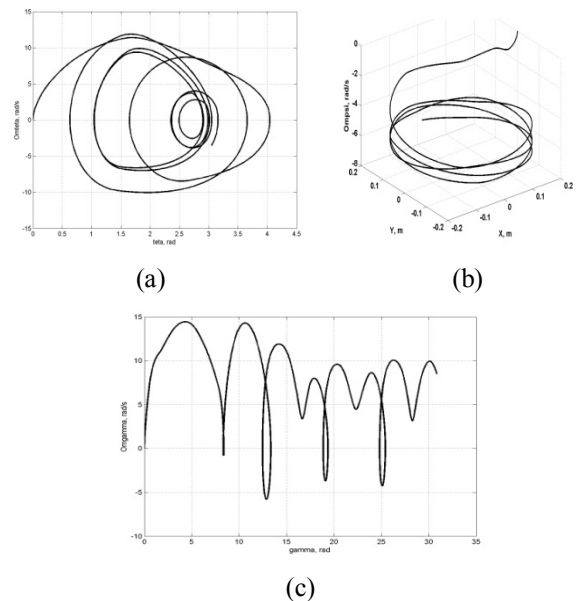 15
10
5
0
-5
-10
-15
Omteta, rad/s
0 0.5 1 1.5 2 2.5 3 3.5 4 4.5
teta, rad
(a)
0
-2
-4
-6
-8
Ompsi, rad/s
0.2
0.1
0
-0.1
-0.2
Y, m
-0.2
-0.1
0
0.1
0.2
X, m
(b)
15
10
5
0
-5
-10
Omgamma, rad/s
0 5 10 15 20 25 30 35
gamma, rad
(c)